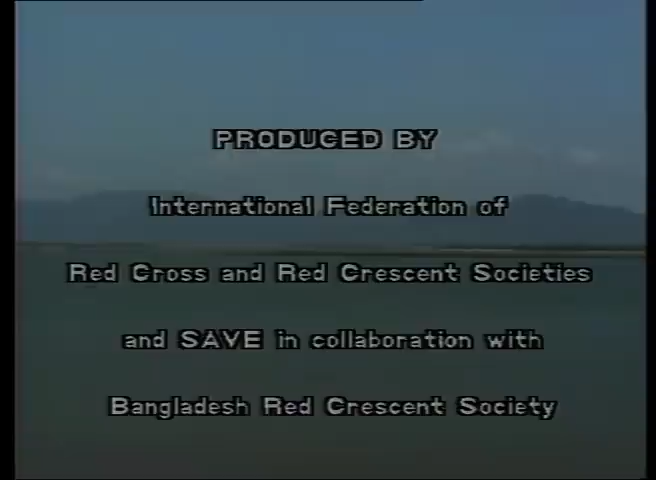 PRODUCED BY
International Federation of
Red Cross and Red Crescent Societies
and SAVE in collaboration with
Bangladesh Red Crescent Society